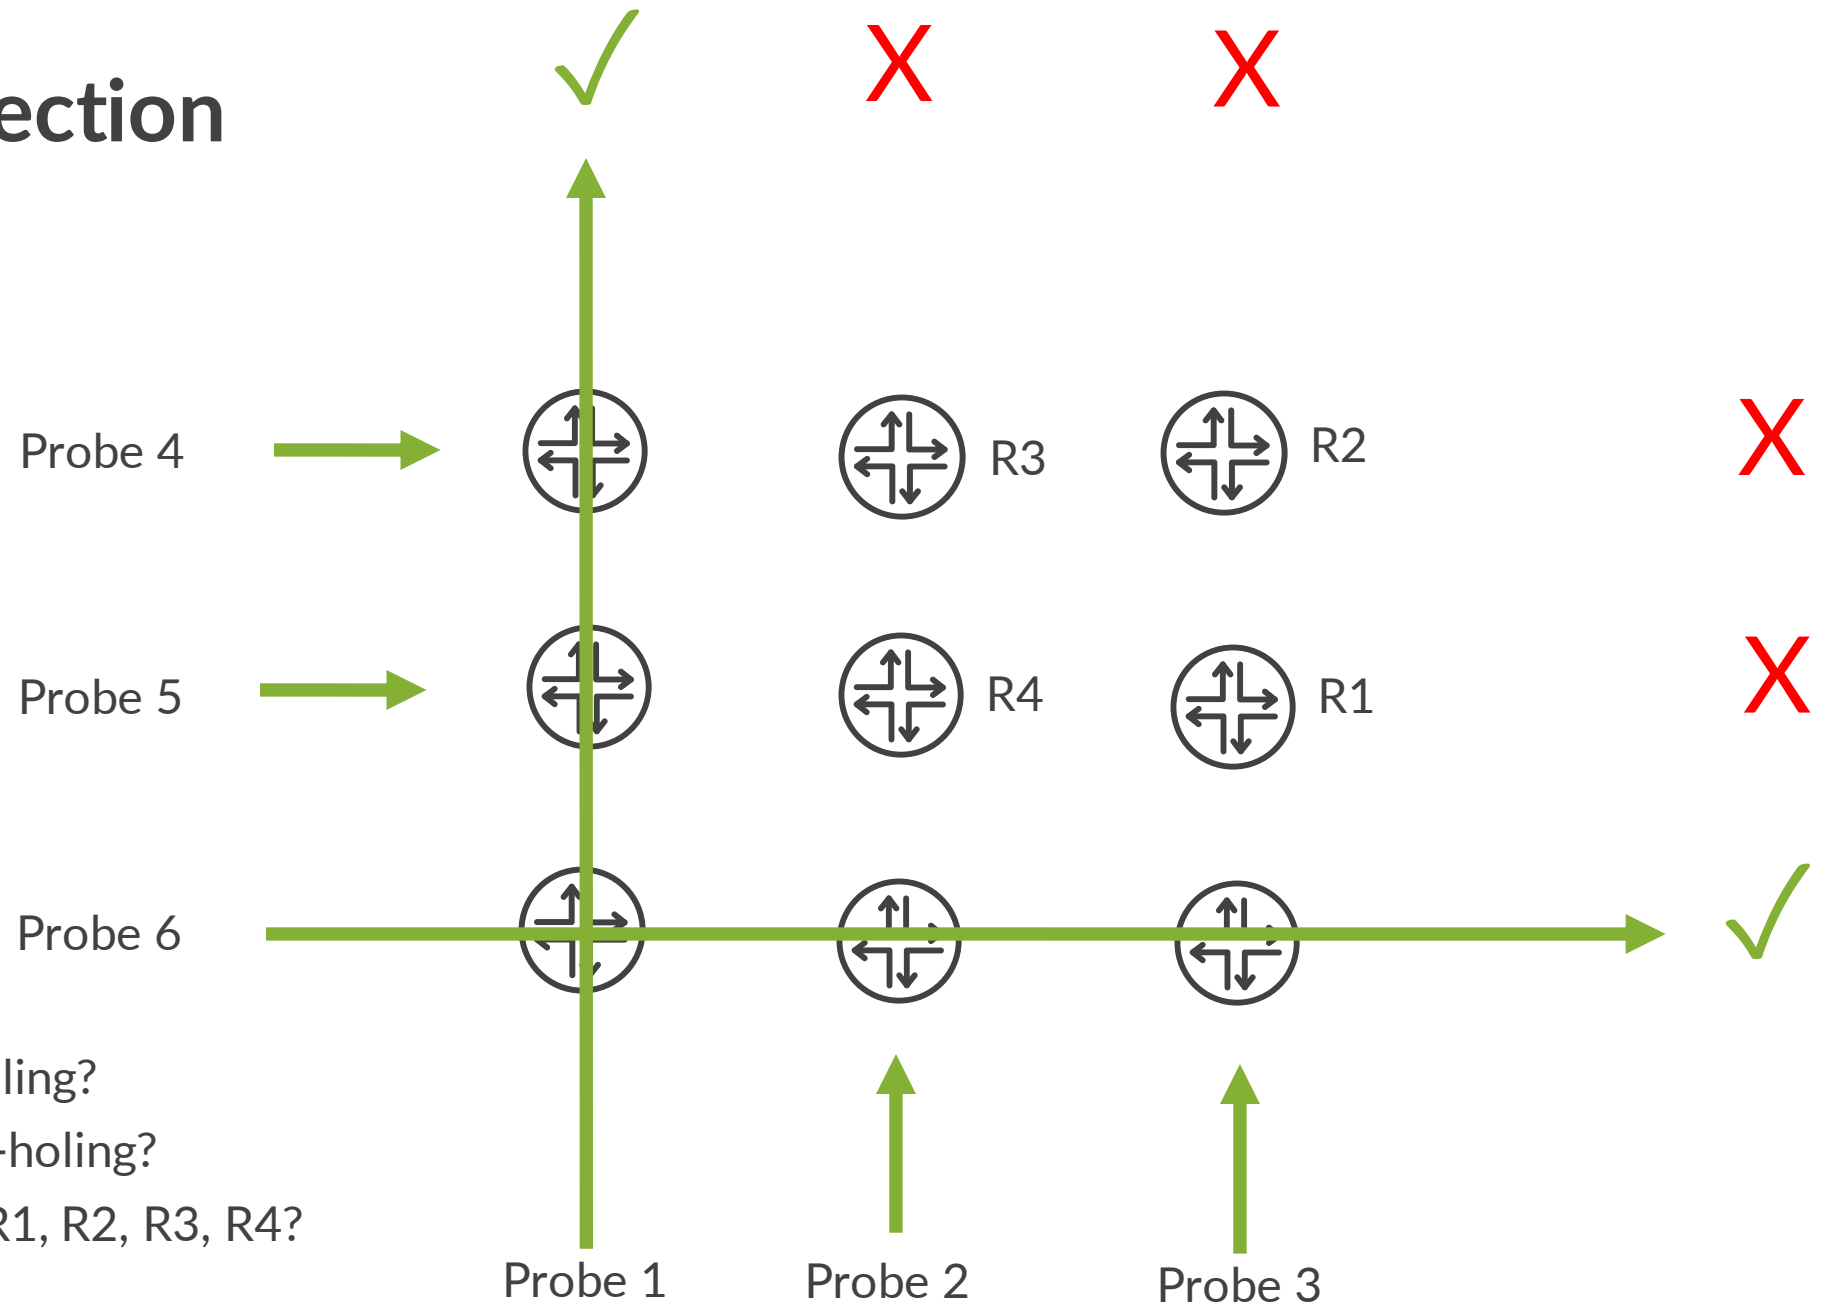 X X
ection
Probe 4 R3 R2 X
Probe 5 R4 R1 X
Probe 6
ling?
-holing?
R1, R2, R3, R4?
Probe 1 Probe 2 Probe 3